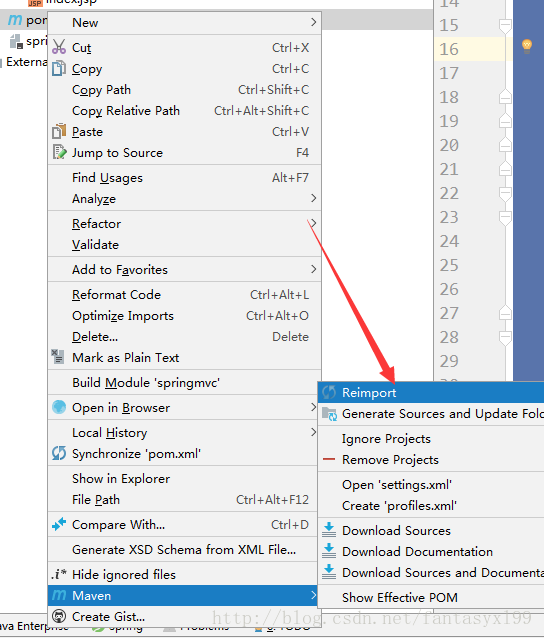 index.jsp
New
Cut Ctrl+X
Copy Ctrl+C
Copy Path Ctrl+Shift+C
Copy Relative Path Ctrl+Alt+Shift+C
Paste Ctrl+V
Jump to Source F4
Find Usages Alt+F7
Analyze
Refactor
Validate
Add to Favorites
Reformat Code Ctrl+Alt+L
Optimize Imports Ctrl+Alt+O
Delete... Delete
Mark as Plain Text
Build Module 'springmvc'
Open in Browser
Local History
Synchronize 'pom.xml'
Show in Explorer
File Path Ctrl+Alt+F12
Compare With... Ctrl+D
Generate XSD Schema from XML File...
.i* Hide ignored files
Maven
Create Gist...
Reimport
Generate Sources and Update Fold
Ignore Projects
Remove Projects
Open 'settings.xml'
Create 'profiles.xml'
Download Sources
Download Documentation
Download Sources and Documenta
Show Effective POM
JSP
m pon
spri
Externa
14
15
16
17
18
19
20
21
22
23
24
25
26
27
28
29
ava Enterprise
Spring
Problems
6: TODO
http://blog.csdn.net/fantasyx199